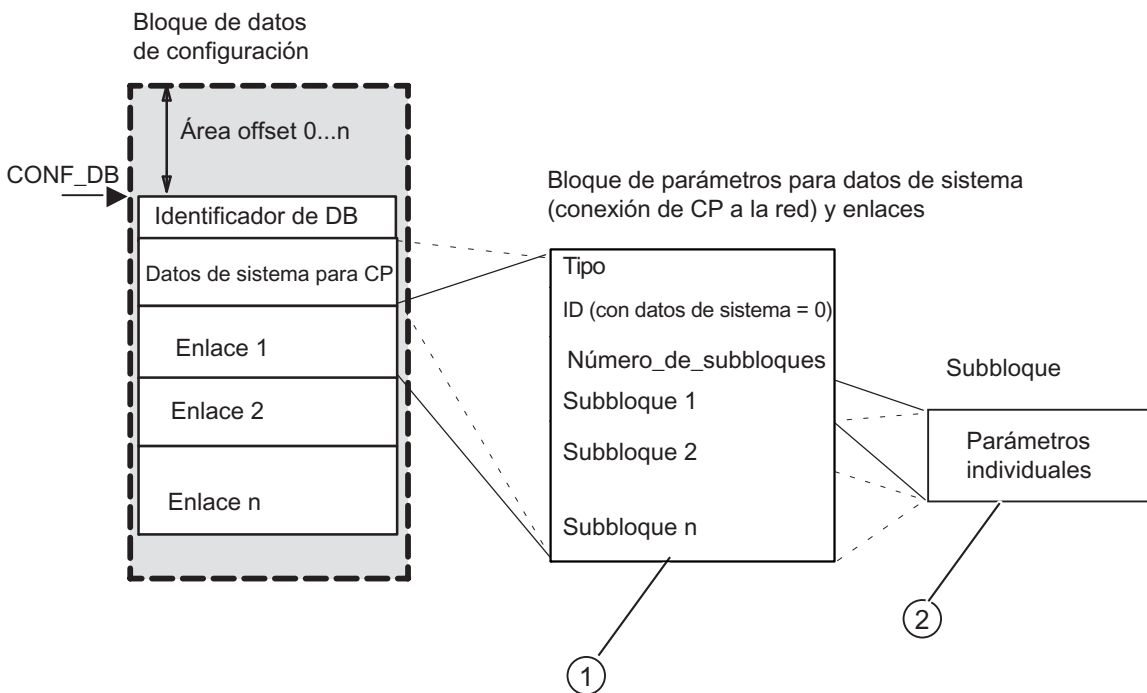 Bloque de datos
de configuración
Área offset 0...n
CONF_DB
Identificador de DB
Datos de sistema para CP
Enlace 1
Enlace 2
Enlace n
Bloque de parámetros para datos de sistema
(conexión de CP a la red) y enlaces
Tipo
ID (con datos de sistema = 0)
Número_de_subbloques
Subbloque 1
Subbloque 2
Subbloque n
Subbloque
Parámetros
individuales
1
2